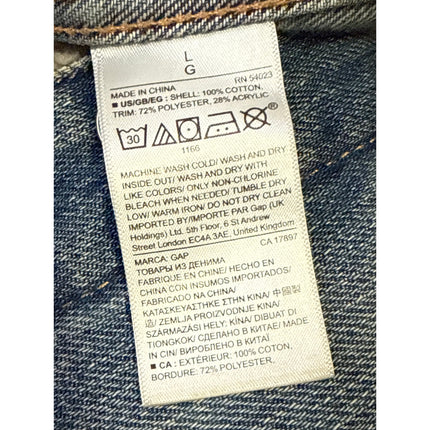 L
G
MADE IN CHINA RN 54023
■ US/GB/EG : SHELL: 100% COTTON,
TRIM: 72% POLYESTER, 28% ACRYLIC
30
1166
MACHINE WASH COLD/ WASH AND DRY
INSIDE OUT/ WASH AND DRY WITH
LIKE COLORS/ ONLY NON-CHLORINE
BLEACH WHEN NEEDED/ TUMBLE DRY
LOW/ WARM IRON/ DO NOT DRY CLEAN
IMPORTED BY/IMPORTE PAR Gap (UK
Holdings) Ltd. 5th Floor, 6 St Andrew
Street London EC4A 3AE, United Kingdom
CA 17897
MARCA: GAP
ТОВАРЫ ИЗ ДЕНИМА
FABRIQUE EN CHINE/ HECHO EN
CHINA CON INSUMOS IMPORTADOS/
FABRICADO NA CHINA/
ΚΑΤΑΣΚΕΥΑΣΤΗΚΕ ΣΤΗΝ ΚΙΝΑ/ 中国制
造/ ZEMLJA PROIZVODNJE KINA/
SZÁRMAZÁSI HELY: KÍNA/ DIBUAT DI
TIONGKOK/ СДЕЛАНО В КИТАЕ/ MADE
IN CIN/ ВИРОБЛЕНО В КИТАЇ
■ CA : EXTÉRIEUR: 100% COTON,
BORDURE: 72% POLYESTER,